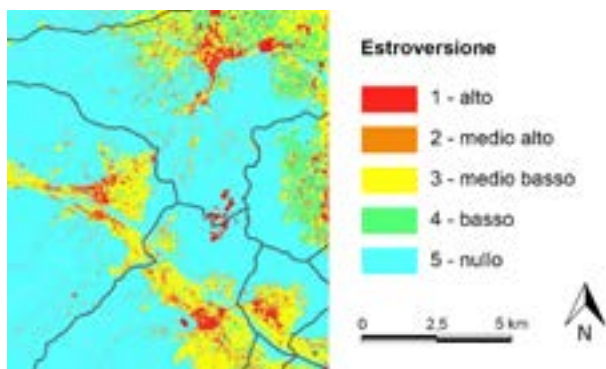 Estroversione
1 - alto
2 - medio alto
3 - medio basso
4 - basso
5 - nullo
0 2,5 5 km
N